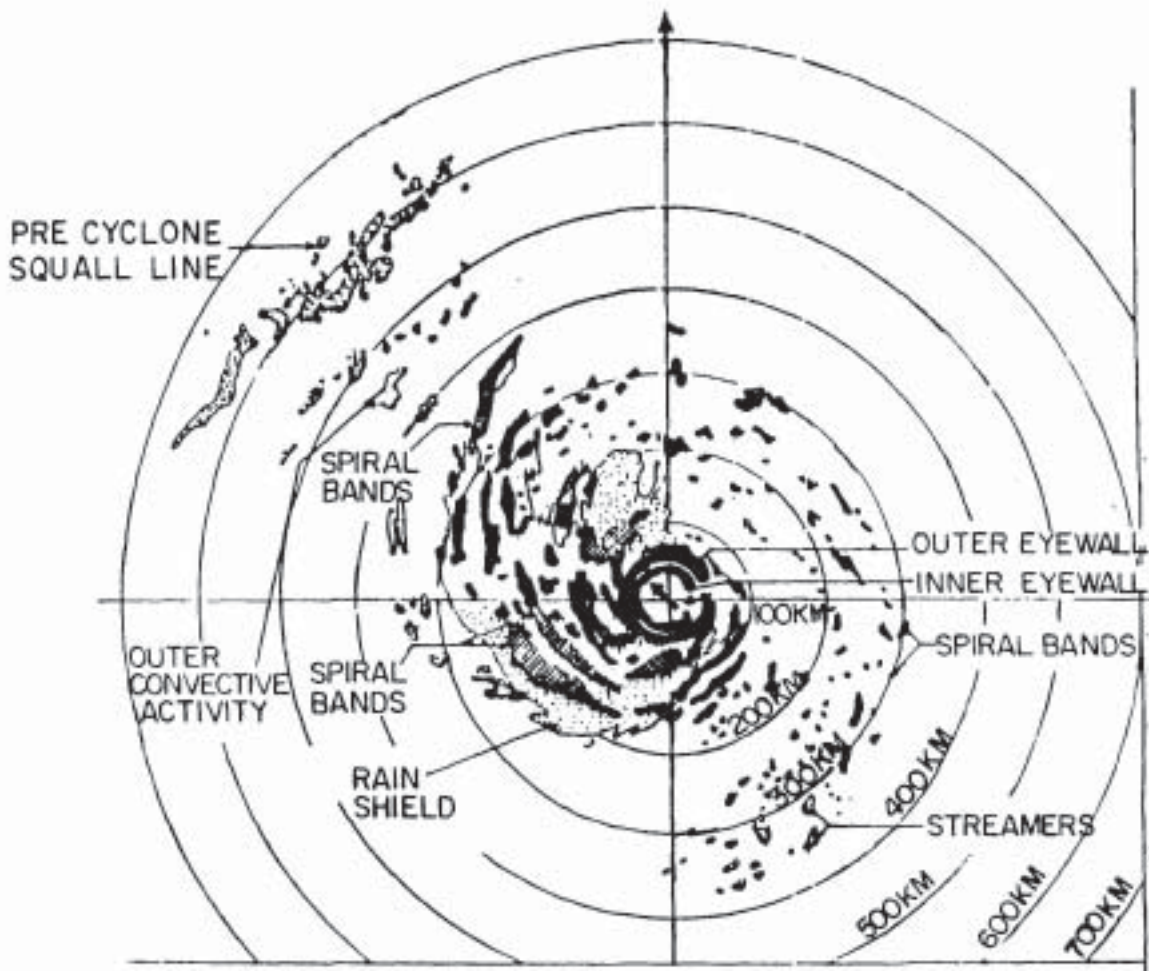 PRE CYCLONE
SQUALL LINE
SPIRAL
BANDS
OUTER EYEWALL
INNER EYEWALL
100KM
SPIRAL BANDS
OUTER
CONVECTIVE
ACTIVITY
SPIRAL
BANDS
200KM
RAIN
SHIELD
300KM
400KM
STREAMERS
500KM
600KM
700KM